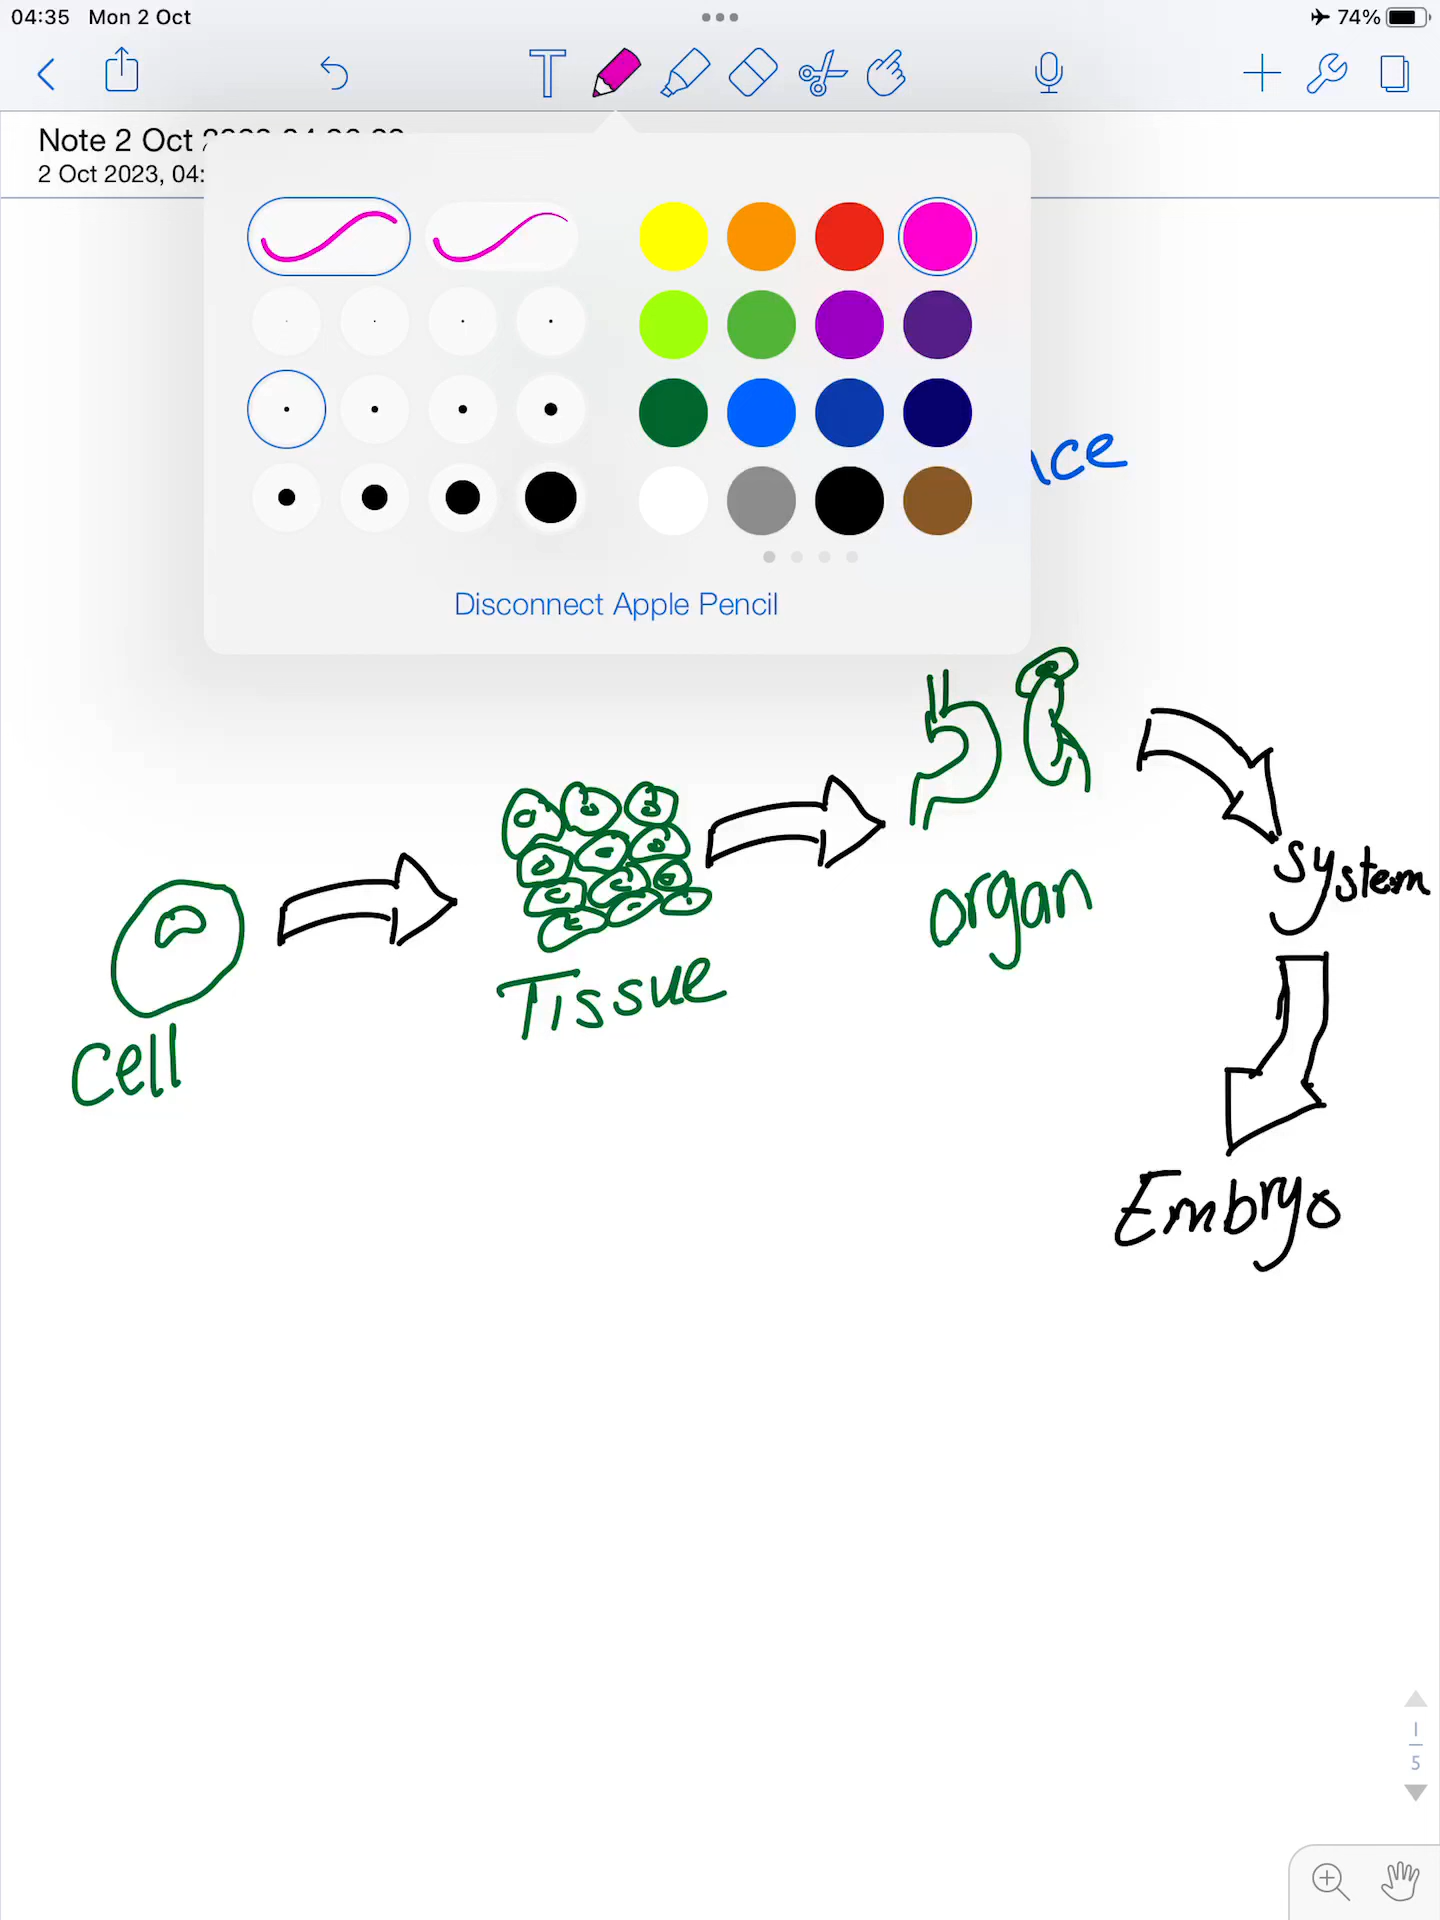 04:35 Mon 2 Oct
74%
T
Note 2 Oct
2 Oct 2023, 04:
Disconnect Apple Pencil
system
organ
Tissue
cell
Embryo
1
5